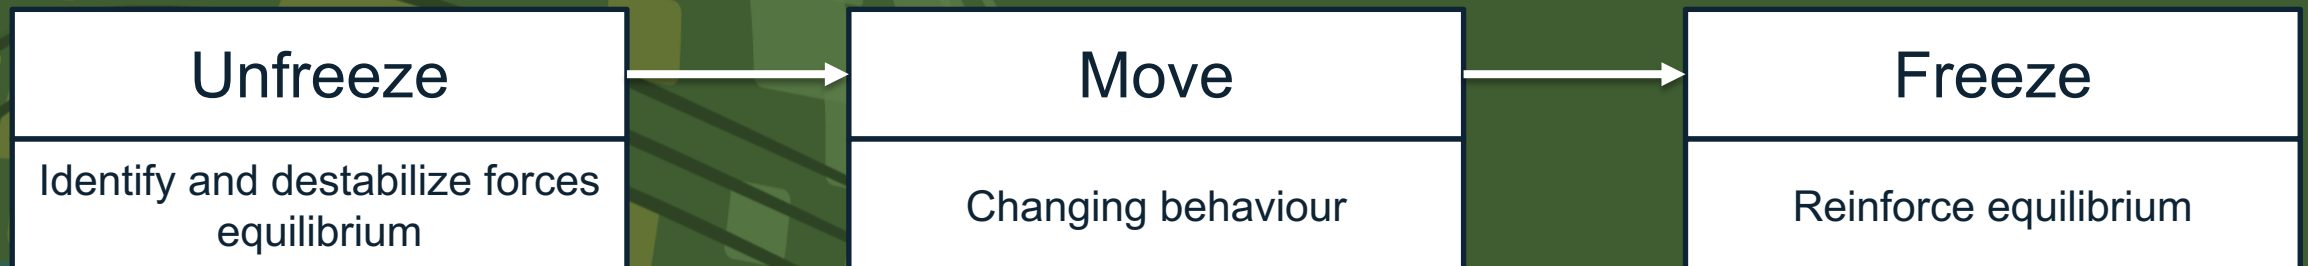 Unfreeze
Identify and destabilize forces
equilibrium
Move
Changing behaviour
Freeze
Reinforce equilibrium